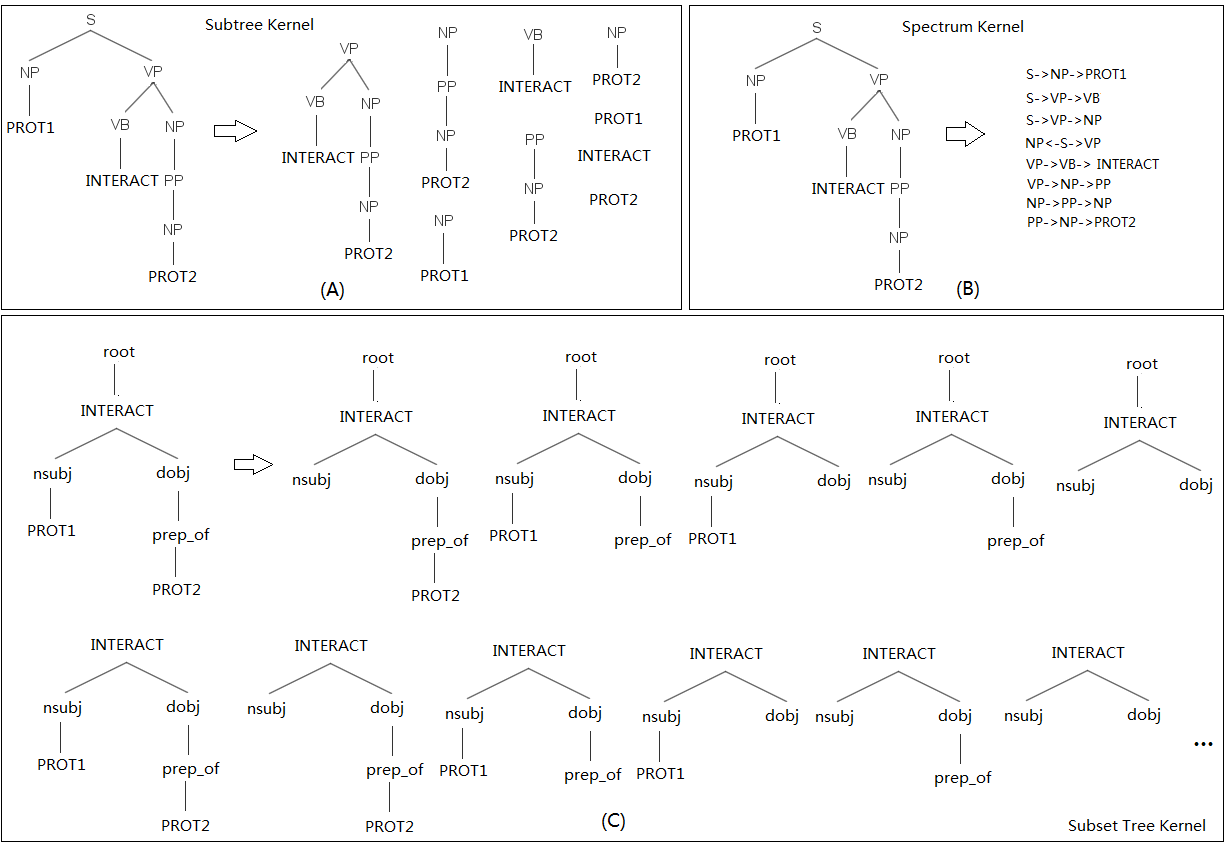 Subtree Kernel
S
NP VP
PROT1 VB NP
INTERACT PP
NP
PROT2
VP
VB NP
INTERACT PP
NP
PROT2
NP
PP
NP
PROT2
NP
PROT1
VB
INTERACT
PP
NP
PROT2
NP
PROT2
PROT1
INTERACT
PROT2
(A)
Spectrum Kernel
S
NP VP
PROT1 VB NP
INTERACT PP
NP
PROT2
S->NP->PROT1
S->VP->VB
S->VP->NP
NP<-S->VP
VP->VB-> INTERACT
VP->NP->PP
NP->PP->NP
PP->NP->PROT2
(B)
root
INTERACT
nsubj dobj
PROT1 prep_of
PROT2
root
INTERACT
nsubj dobj
prep_of
PROT2
root
INTERACT
nsubj dobj
PROT1 prep_of
root
INTERACT
nsubj dobj
PROT1
root
INTERACT
nsubj dobj
prep_of
root
INTERACT
nsubj dobj
INTERACT
nsubj dobj
PROT1 prep_of
PROT2
INTERACT
nsubj dobj
prep_of
PROT2
INTERACT
nsubj dobj
PROT1 prep_of
INTERACT
nsubj dobj
PROT1
INTERACT
nsubj dobj
prep_of
INTERACT
nsubj dobj
...
(C)
Subset Tree Kernel